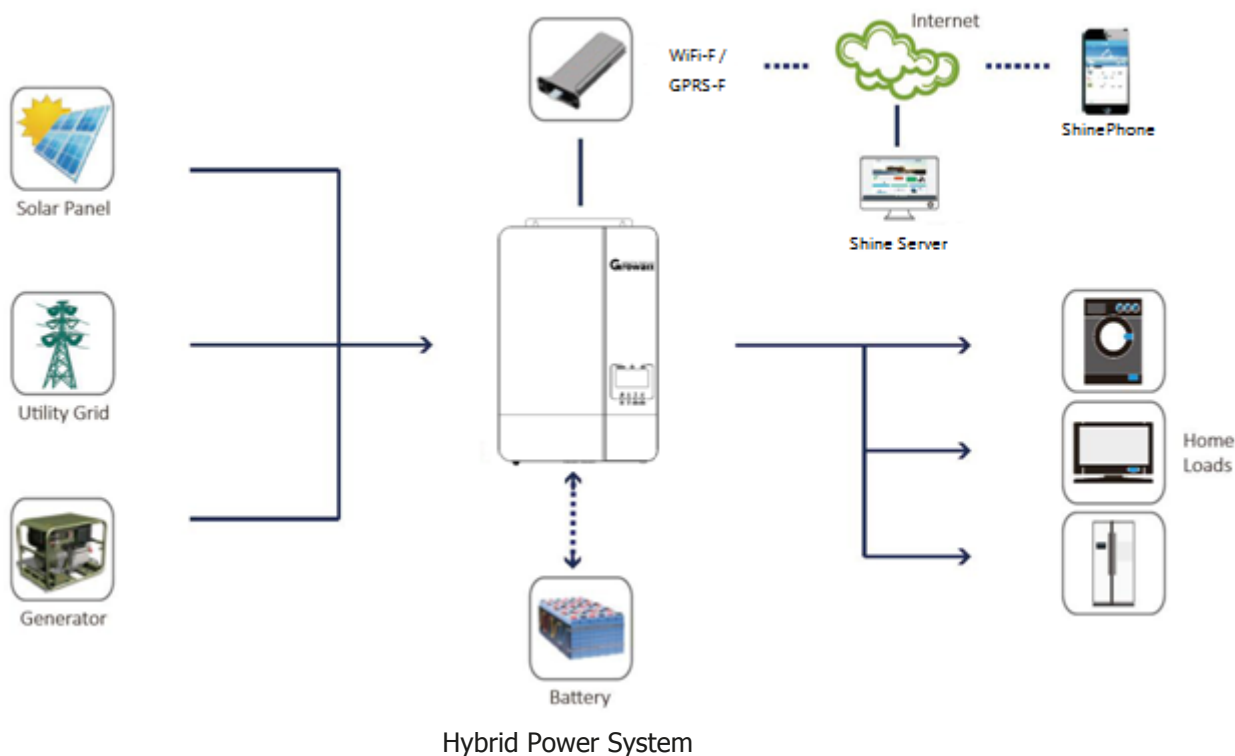 Internet
WiFi-F /
GPRS-F
ShinePhone
Solar Panel
Shine Server
Growatt
Utility Grid
Home
Loads
Generator
Battery
Hybrid Power System